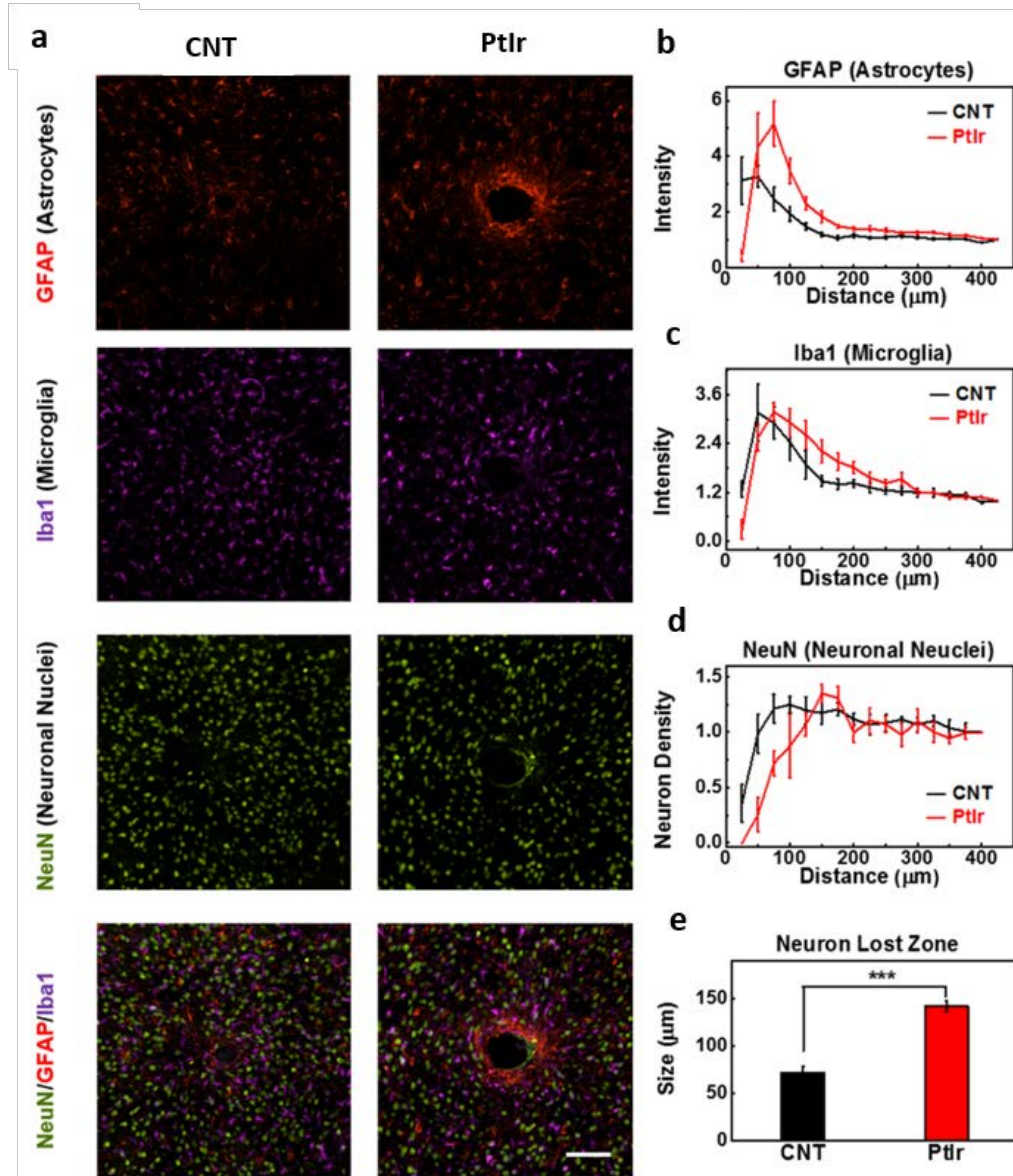 a
CNT
PtIr
GFAP (Astrocytes)
Iba1 (Microglia)
NeuN (Neuronal Nuclei)
NeuN/GFAP/Iba1
b
GFAP (Astrocytes)
6
4
2
0
Intensity
CNT
PtIr
0 100 200 300 400
Distance (μm)
c
Iba1 (Microglia)
3.6
2.4
1.2
0.0
Intensity
CNT
PtIr
0 100 200 300 400
Distance (μm)
d
NeuN (Neuronal Neuclei)
1.5
1.0
0.5
0.0
Neuron Density
CNT
PtIr
0 100 200 300 400
Distance (μm)
e
Neuron Lost Zone
150
100
50
0
Size (μm)
***
CNT PtIr